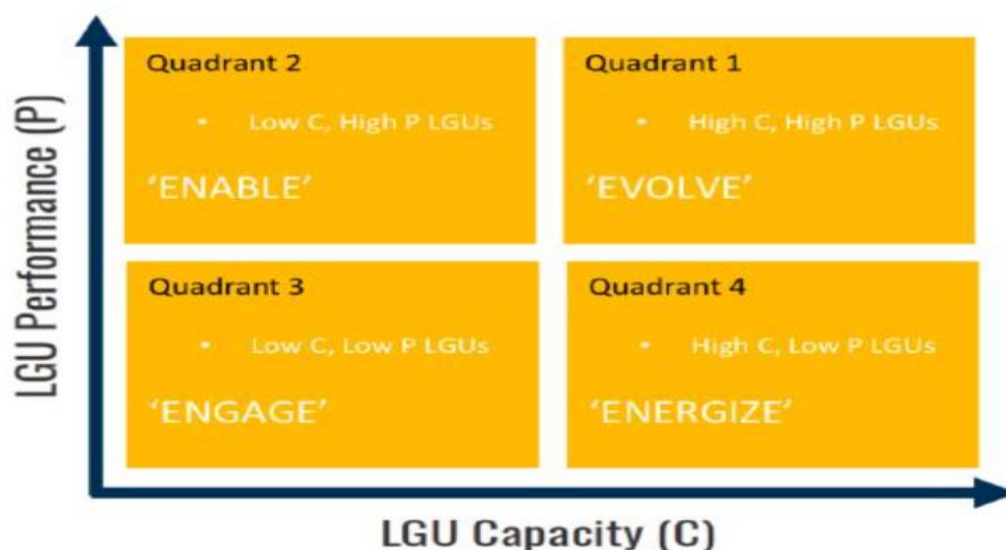 LGU Performance (P)
Quadrant 2
• Low C, High P LGUs
‘ENABLE’
Quadrant 1
• High C, High P LGUs
‘EVOLVE’
Quadrant 3
• Low C, Low P LGUs
‘ENGAGE’
Quadrant 4
• High C, Low P LGUs
‘ENERGIZE’
LGU Capacity (C)